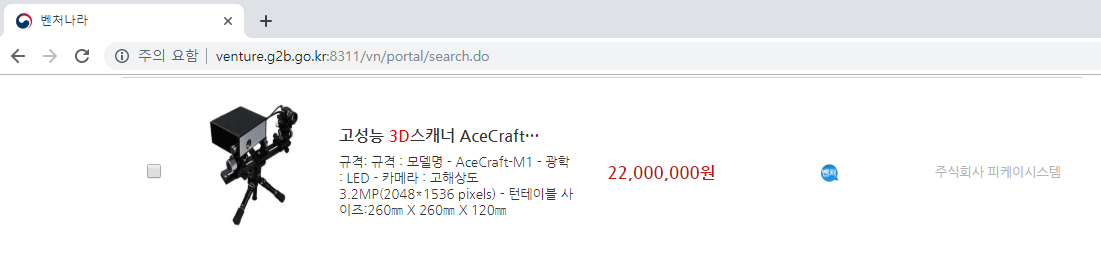 벤처나라
주의 요함 venture.g2b.go.kr:8311/vn/portal/search.do
고성능 3D스캐너 AceCraft…
규격: 규격 : 모델명 - AceCraft-M1 - 광학
: LED - 카메라 : 고해상도
3.2MP(2048*1536 pixels) - 턴테이블 사
이즈:260㎜ X 260㎜ X 120㎜
22,000,000원
벤처
주식회사 피케이시스템